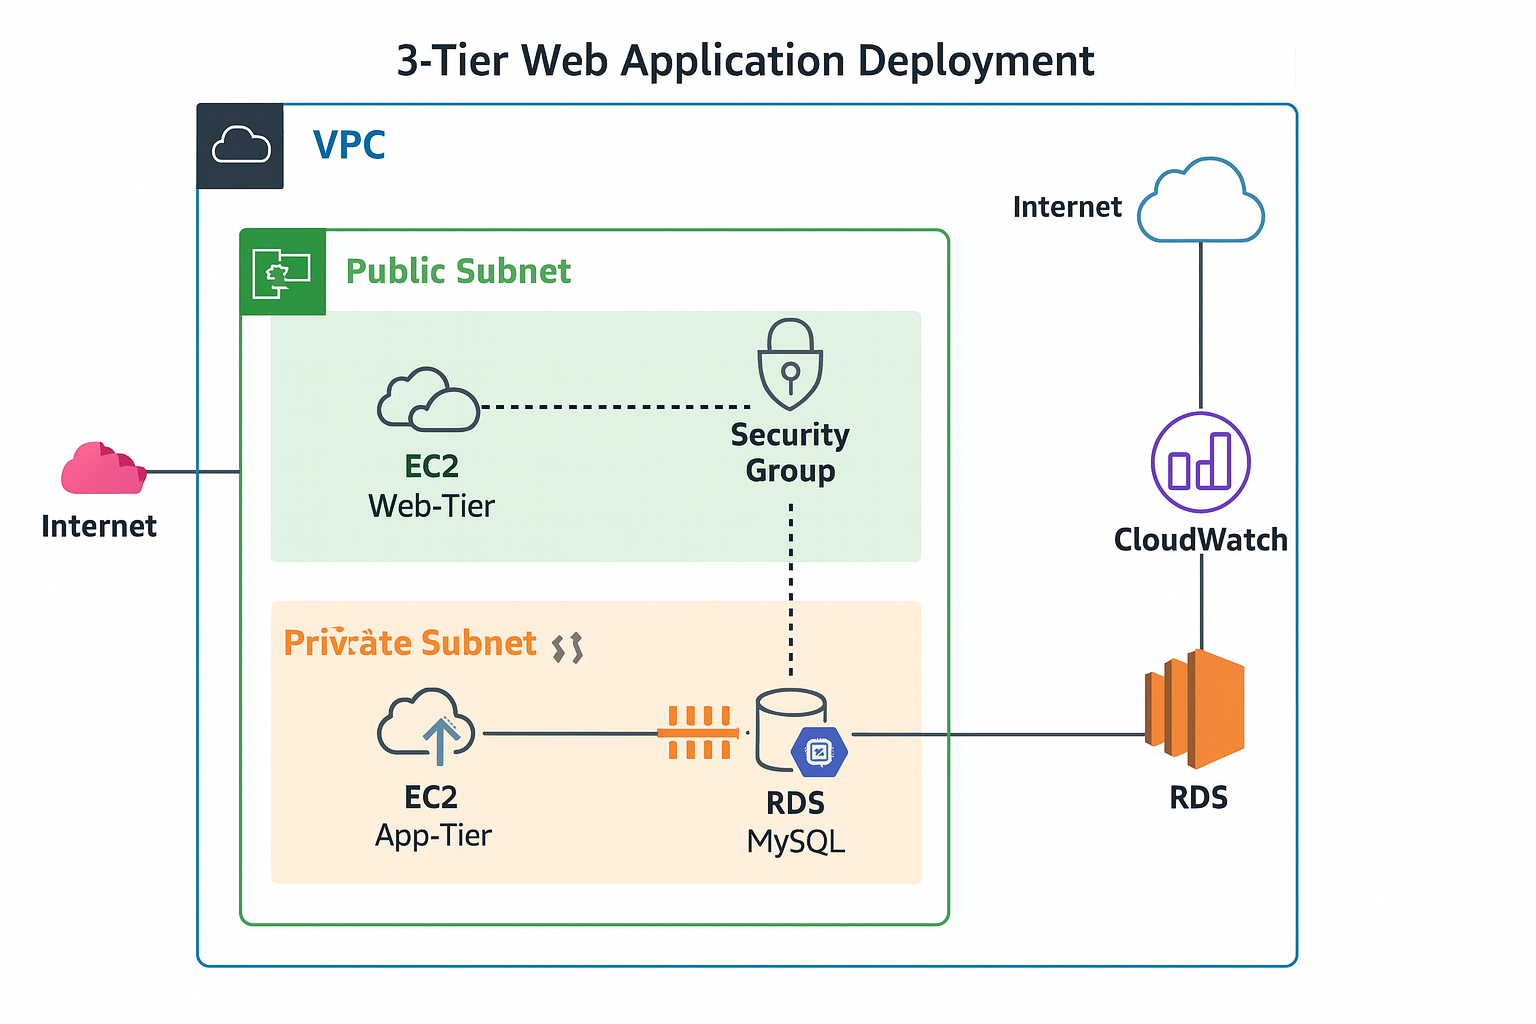 3-Tier Web Application Deployment
VPC
Internet
Public Subnet
EC2
Web-Tier
Security
Group
Internet
CloudWatch
Private Subnet
EC2
App-Tier
RDS
MySQL
RDS